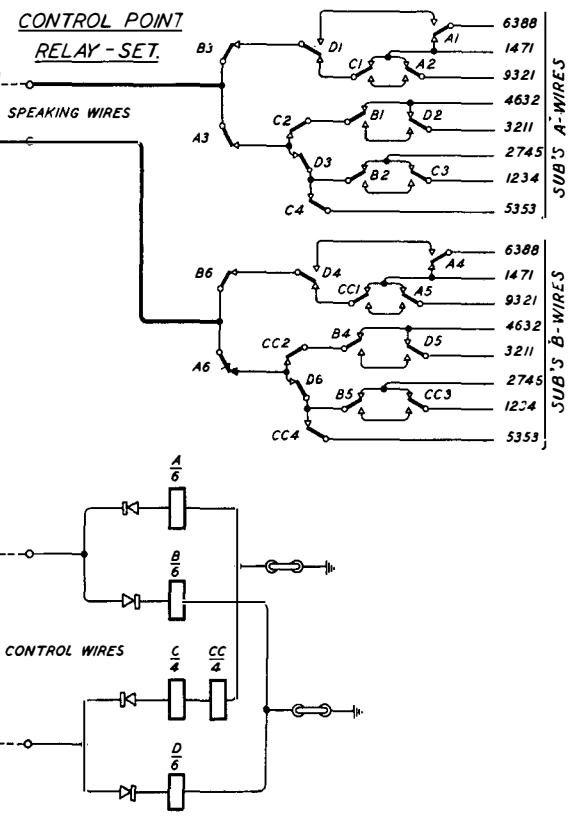 CONTROL POINT
RELAY-SET.
SPEAKING WIRES
B3
D1
A1
6388
1471
C1
A2
9321
4632
C2
B1
D2
3211
A3
2745
D3
B2
C3
1234
C4
5353
SUB'S A-WIRES
6388
B6
D4
A4
1471
CC1
A5
9321
4632
CC2
B4
D5
3211
A6
2745
D6
B5
CC3
1234
CC4
5353
SUB'S B-WIRES
A
6
B
6
CONTROL WIRES
C
4
CC
4
D
6